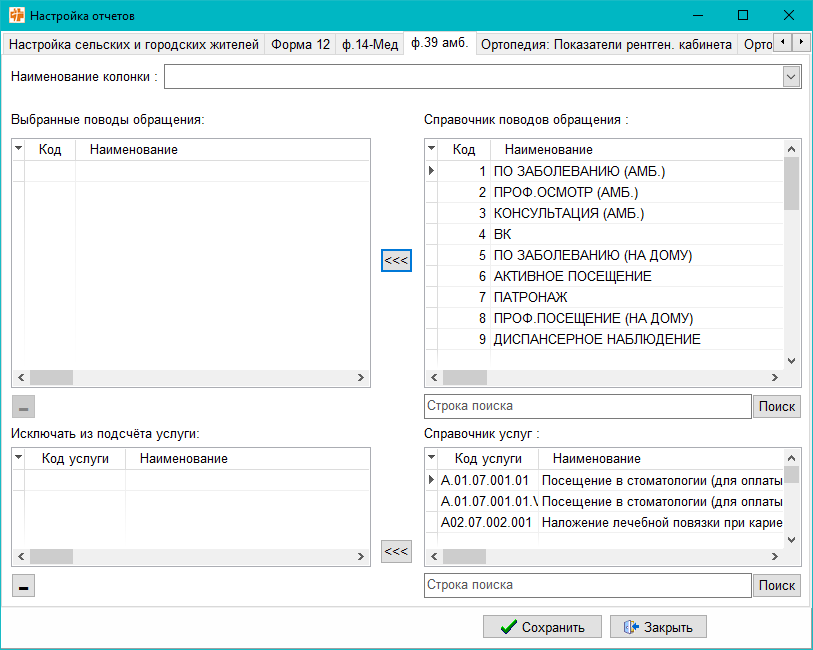 Настройка отчетов
Настройка сельских и городских жителей Форма 12 ф.14-Мед ф.39 амб. Ортопедия: Показатели рентген. кабинета Орто
Наименование колонки :
Выбранные поводы обращения:
Справочник поводов обращения :
Код Наименование
Код Наименование
1 ПО ЗАБОЛЕВАНИЮ (АМБ.)
2 ПРОФ.ОСМОТР (АМБ.)
3 КОНСУЛЬТАЦИЯ (АМБ.)
4 ВК
5 ПО ЗАБОЛЕВАНИЮ (НА ДОМУ)
<<<
6 АКТИВНОЕ ПОСЕЩЕНИЕ
7 ПАТРОНАЖ
8 ПРОФ.ПОСЕЩЕНИЕ (НА ДОМУ)
9 ДИСПАНСЕРНОЕ НАБЛЮДЕНИЕ
Строка поиска Поиск
Исключать из подсчёта услуги:
Справочник услуг :
Код услуги Наименование
Код услуги Наименование
A.01.07.001.01 Посещение в стоматологии (для оплаты
A.01.07.001.01.V Посещение в стоматологии (для оплаты
A02.07.002.001 Наложение лечебной повязки при карие
<<<
Строка поиска Поиск
Сохранить Закрыть